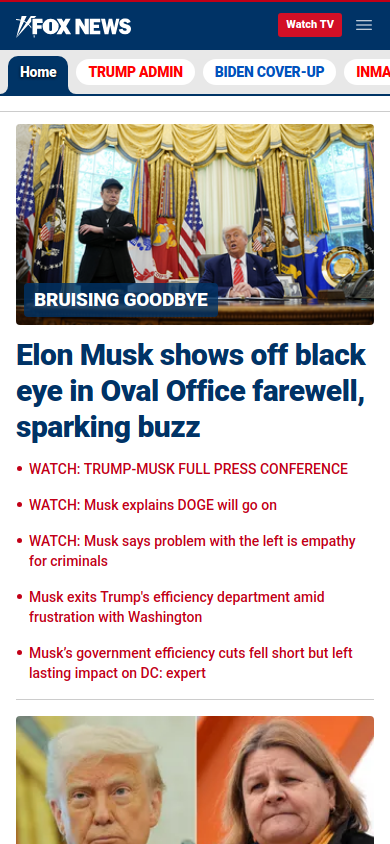 FOX NEWS
Watch TV
Home
TRUMP ADMIN
BIDEN COVER-UP
INMA
BRUISING GOODBYE
Elon Musk shows off black
eye in Oval Office farewell,
sparking buzz
• WATCH: TRUMP-MUSK FULL PRESS CONFERENCE
• WATCH: Musk explains DOGE will go on
• WATCH: Musk says problem with the left is empathy
for criminals
• Musk exits Trump's efficiency department amid
frustration with Washington
• Musk’s government efficiency cuts fell short but left
lasting impact on DC: expert